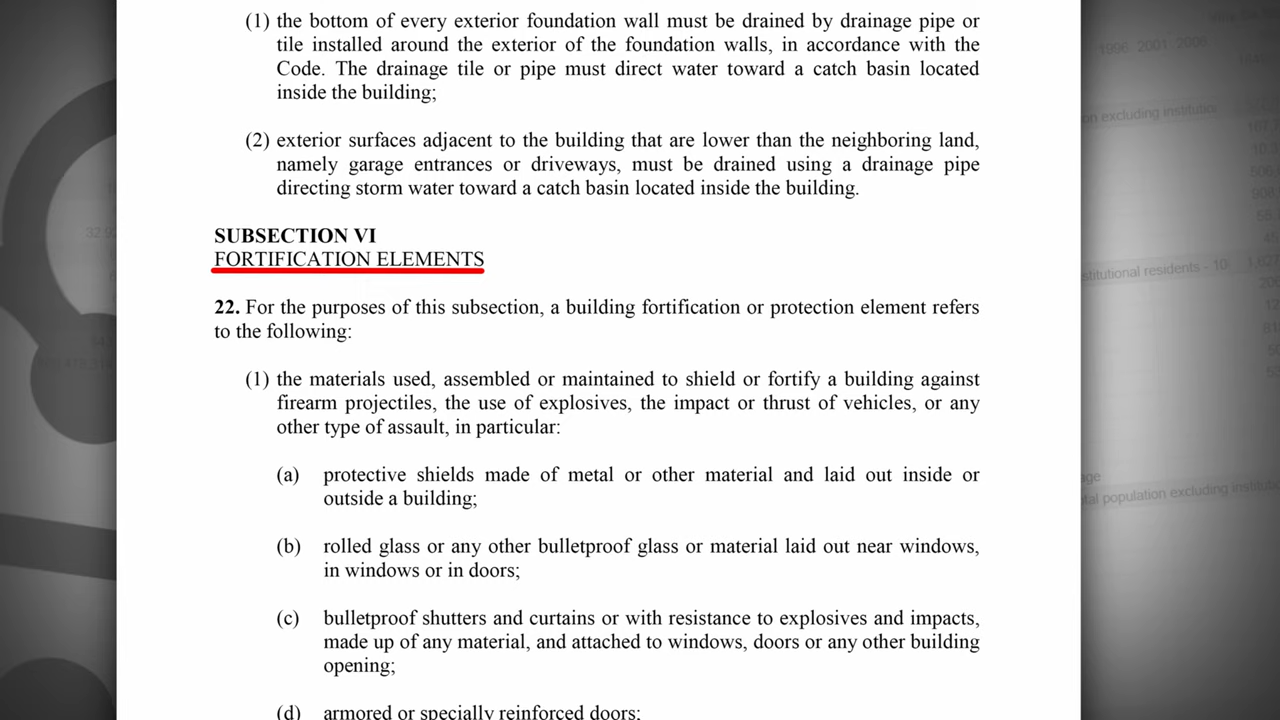 (1) the bottom of every exterior foundation wall must be drained by drainage pipe or
tile installed around the exterior of the foundation walls, in accordance with the
Code. The drainage tile or pipe must direct water toward a catch basin located
inside the building;
(2) exterior surfaces adjacent to the building that are lower than the neighboring land,
namely garage entrances or driveways, must be drained using a drainage pipe
directing storm water toward a catch basin located inside the building.
SUBSECTION VI
FORTIFICATION ELEMENTS
22. For the purposes of this subsection, a building fortification or protection element refers
to the following:
(1) the materials used, assembled or maintained to shield or fortify a building against
firearm projectiles, the use of explosives, the impact or thrust of vehicles, or any
other type of assault, in particular:
(a) protective shields made of metal or other material and laid out inside or
outside a building;
(b) rolled glass or any other bulletproof glass or material laid out near windows,
in windows or in doors;
(c) bulletproof shutters and curtains or with resistance to explosives and impacts,
made up of any material, and attached to windows, doors or any other building
opening;
(d) armored or specially reinforced doors;
1996 2001 2006
excluding
residents - 10
population excluding